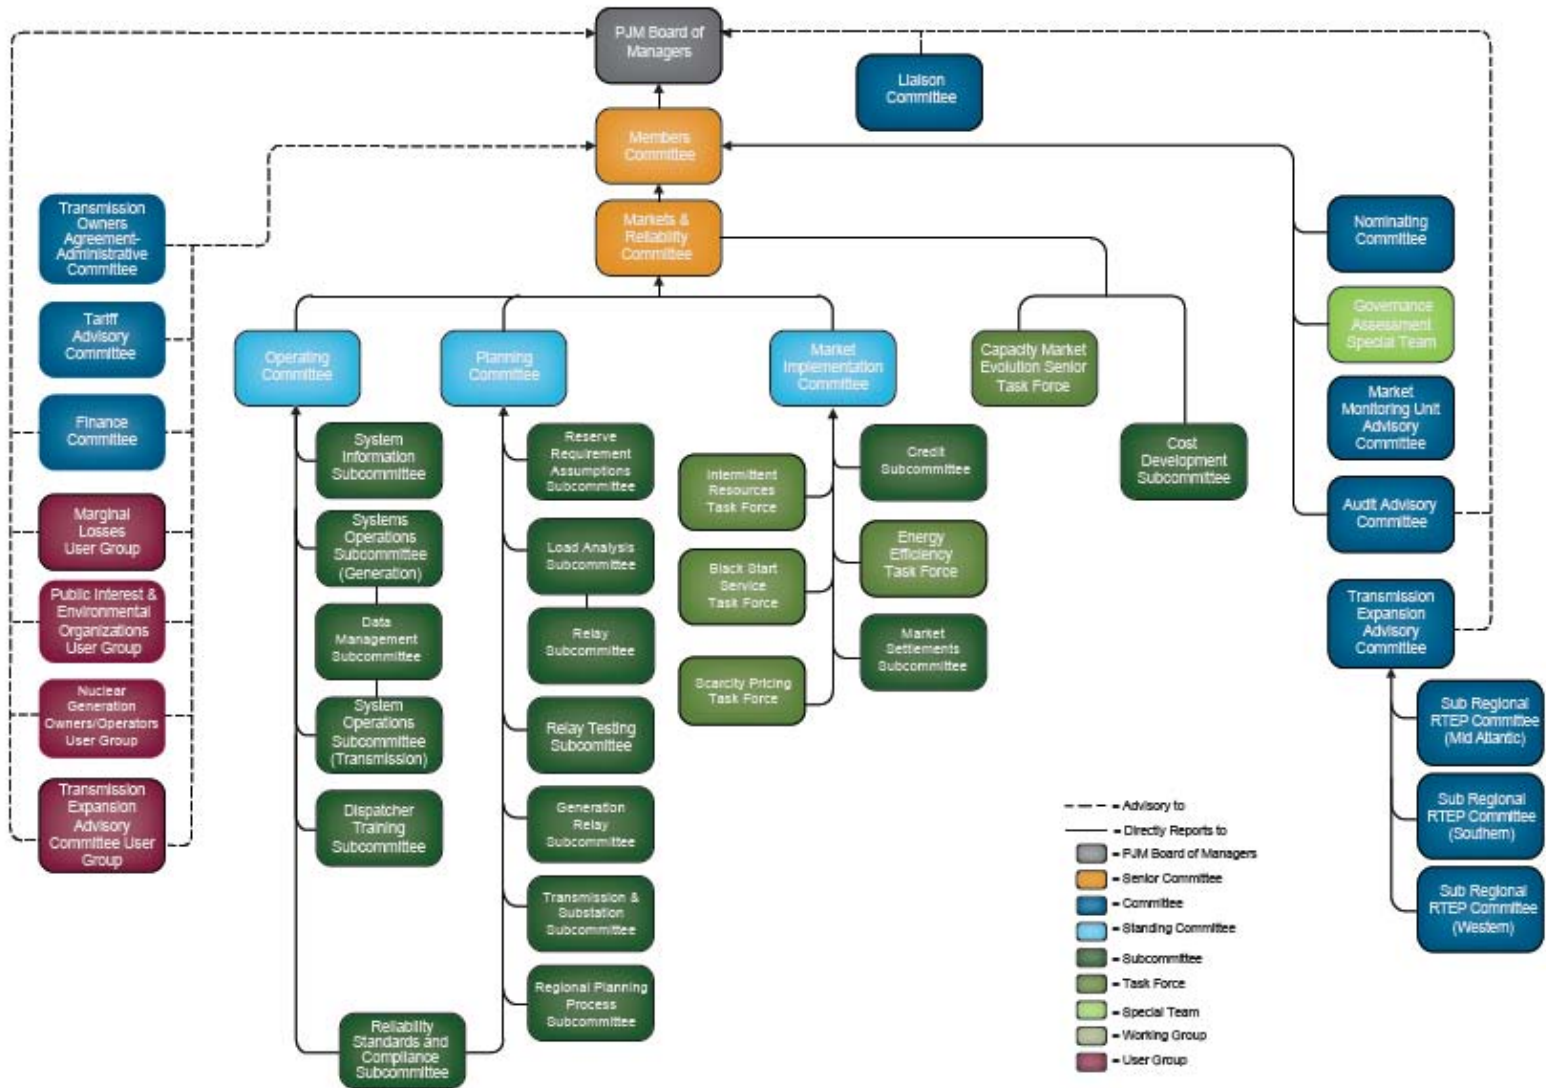 PJM Board of
Managers
Liaison
Committee
Members
Committee
Markets &
Reliability
Committee
Transmission
Owners
Agreement-
Administrative
Committee
Tariff
Advisory
Committee
Finance
Committee
Marginal
Losses
User Group
Public Interest &
Environmental
Organizations
User Group
Nuclear
Generation
Owners/Operators
User Group
Transmission
Expansion
Advisory
Committee User
Group
Operating
Committee
System
Information
Subcommittee
Systems
Operations
Subcommittee
(Generation)
Data
Management
Subcommittee
System
Operations
Subcommittee
(Transmission)
Dispatcher
Training
Subcommittee
Reliability
Standards and
Compliance
Subcommittee
Planning
Committee
Reserve
Requirement
Assumptions
Subcommittee
Load Analysis
Subcommittee
Relay
Subcommittee
Relay Testing
Subcomittee
Generation
Relay
Subcommittee
Transmission &
Substation
Subcommittee
Regional Planning
Process
Subcommittee
Market
Implementation
Committee
Intermittent
Resources
Task Force
Black Start
Service
Task Force
Scarcity Pricing
Task Force
Credit
Subcommittee
Energy
Efficiency
Task Force
Market
Settlements
Subcommittee
Capacity Market
Evolution Senior
Task Force
Cost
Development
Subcommittee
Nominating
Committee
Governance
Assessment
Special Team
Market
Monitoring Unit
Advisory
Committee
Audit Advisory
Committee
Transmission
Expansion
Advisory
Committee
Sub Regional
RTEP Committee
(Mid Atlantic)
Sub Regional
RTEP Committee
(Southern)
Sub Regional
RTEP Committee
(Western)
= Advisory to
= Directly Reports to
= PJM Board of Managers
= Senior Committee
= Committee
= Standing Committee
= Subcommittee
= Task Force
= Special Team
= Working Group
= User Group